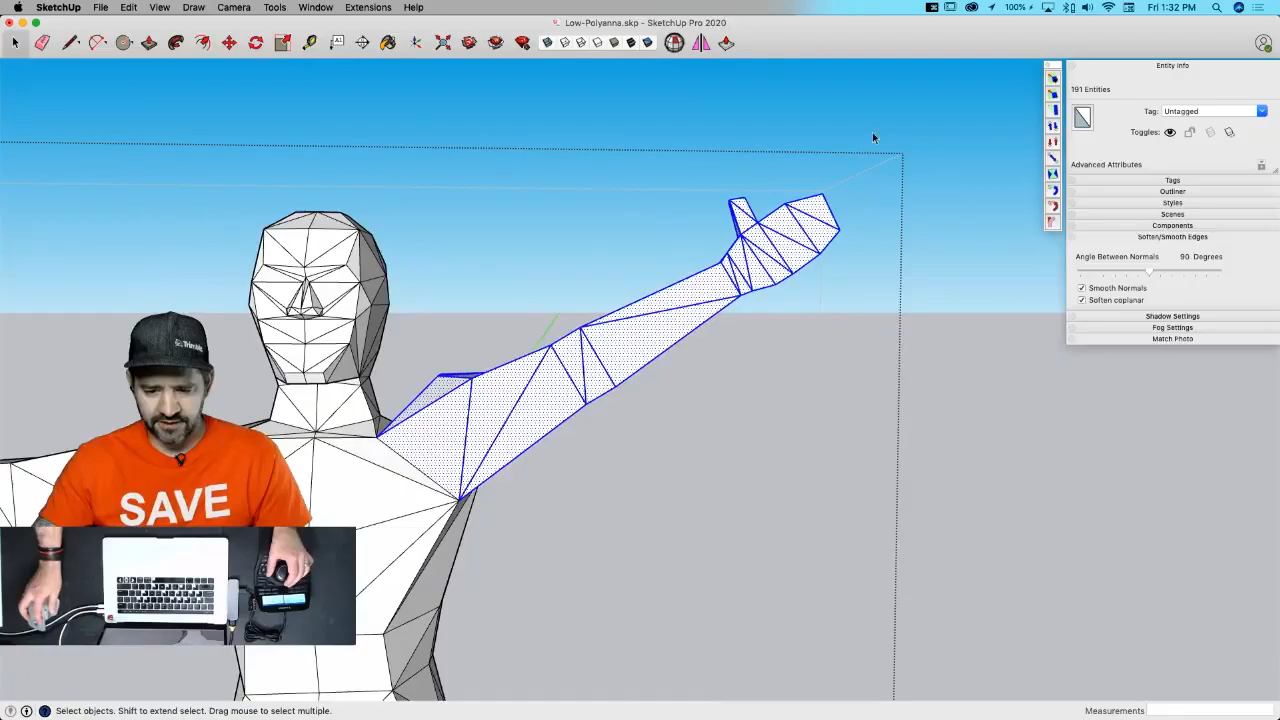 SketchUp File Edit View Draw Camera Tools Window Extensions Help
100% Fri 1:32 PM
Low-Polyanna.skp - SketchUp Pro 2020
Entity Info
191 Entities
Tag: Untagged
Toggles:
Advanced Attributes
Tags
Outliner
Styles
Scenes
Components
Soften/Smooth Edges
Angle Between Normals 90 Degrees
Smooth Normals
Soften coplanar
Shadow Settings
Fog Settings
Match Photo
Trimble
SAVE
Select objects. Shift to extend select. Drag mouse to select multiple.
Measurements